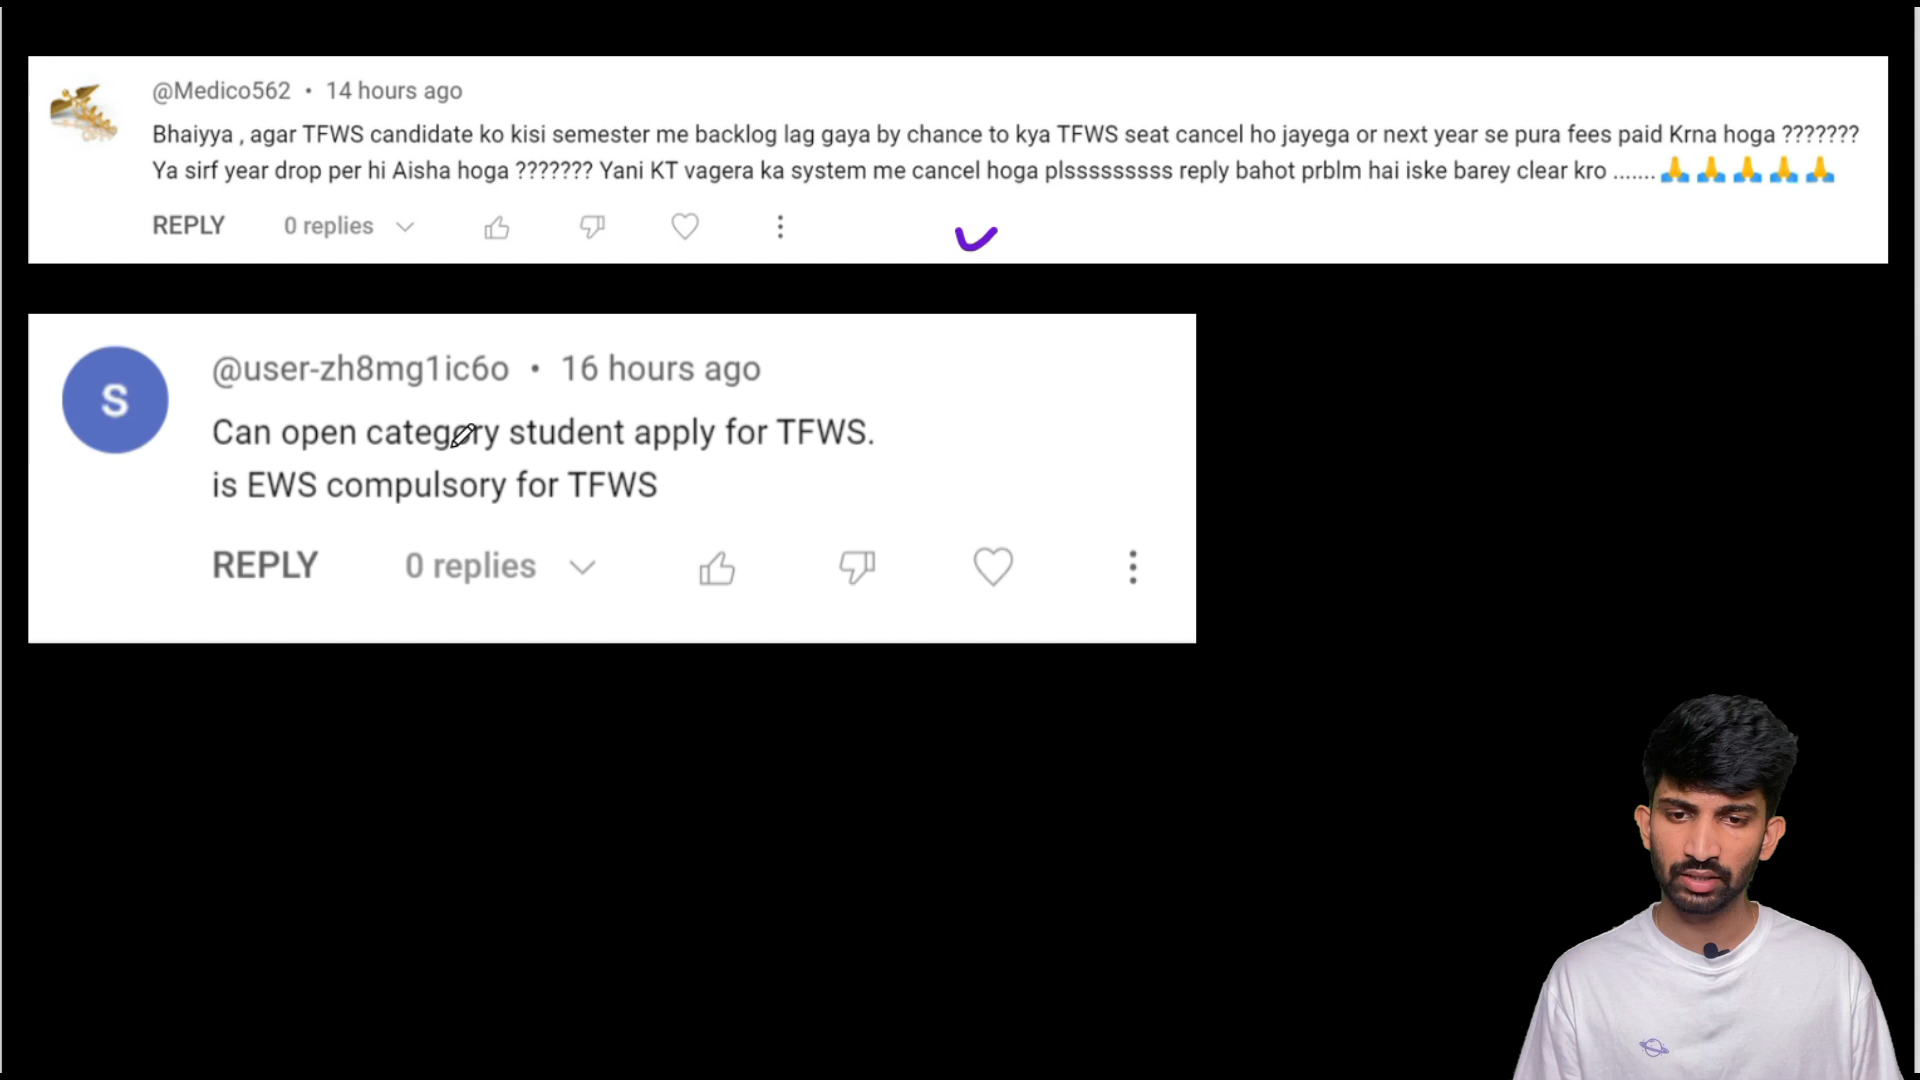 @Medico562 • 14 hours ago
Bhaiyya , agar TFWS candidate ko kisi semester me backlog lag gaya by chance to kya TFWS seat cancel ho jayega or next year se pura fees paid Krna hoga ???????
Ya sirf year drop per hi Aisha hoga ??????? Yani KT vagera ka system me cancel hoga plsssssssss reply bahot prblm hai iske barey clear kro ....... 🙏 🙏 🙏 🙏 🙏
REPLY 0 replies
S
@user-zh8mg1ic6o • 16 hours ago
Can open category student apply for TFWS.
is EWS compulsory for TFWS
REPLY 0 replies